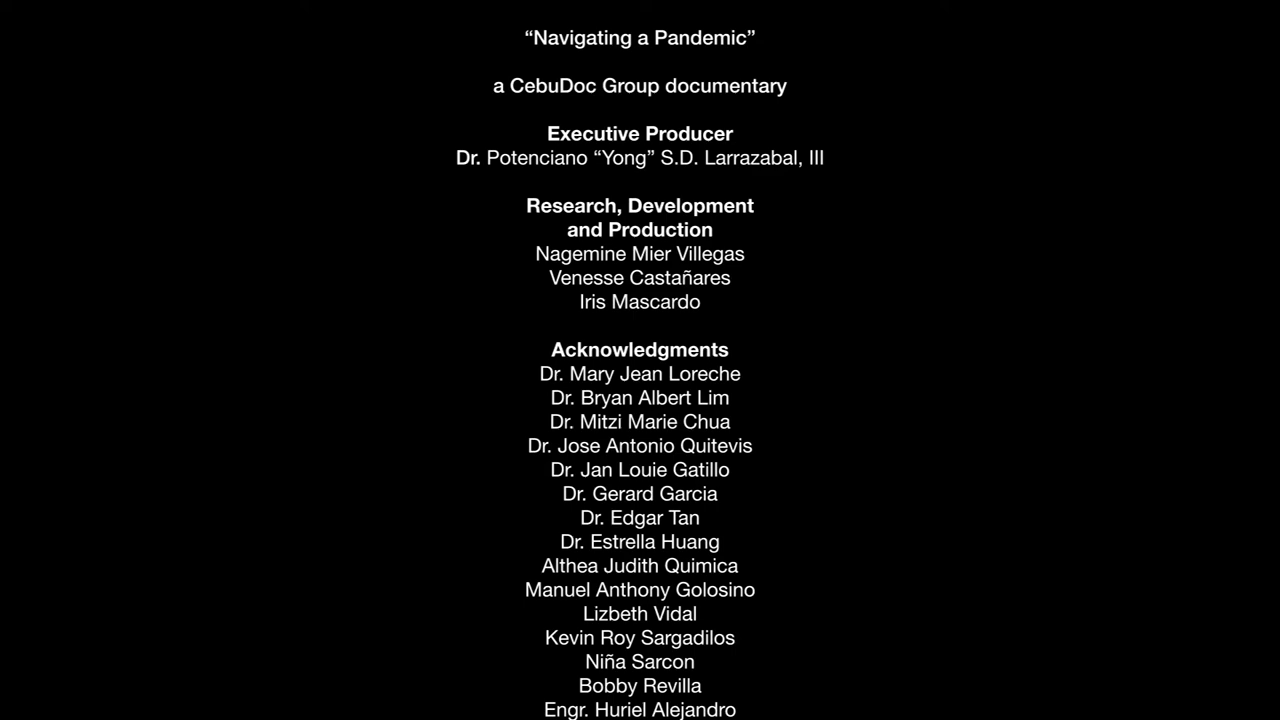 “Navigating a Pandemic”
a CebuDoc Group documentary
Executive Producer
Dr. Potenciano “Yong” S.D. Larrazabal, III
Research, Development
and Production
Nagemine Mier Villegas
Venesse Castañares
Iris Mascardo
Acknowledgments
Dr. Mary Jean Loreche
Dr. Bryan Albert Lim
Dr. Mitzi Marie Chua
Dr. Jose Antonio Quitevis
Dr. Jan Louie Gatillo
Dr. Gerard Garcia
Dr. Edgar Tan
Dr. Estrella Huang
Althea Judith Quimica
Manuel Anthony Golosino
Lizbeth Vidal
Kevin Roy Sargadilos
Niña Sarcon
Bobby Revilla
Engr. Huriel Alejandro